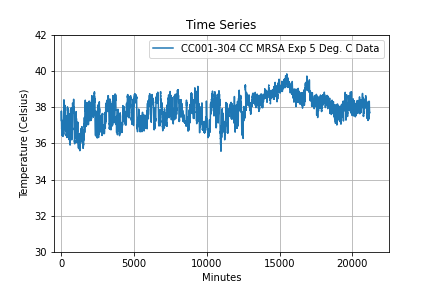 Time Series
CC001-304 CC MRSA Exp 5 Deg. C Data
42
40
38
36
34
32
30
Temperature (Celsius)
0 5000 10000 15000 20000
Minutes